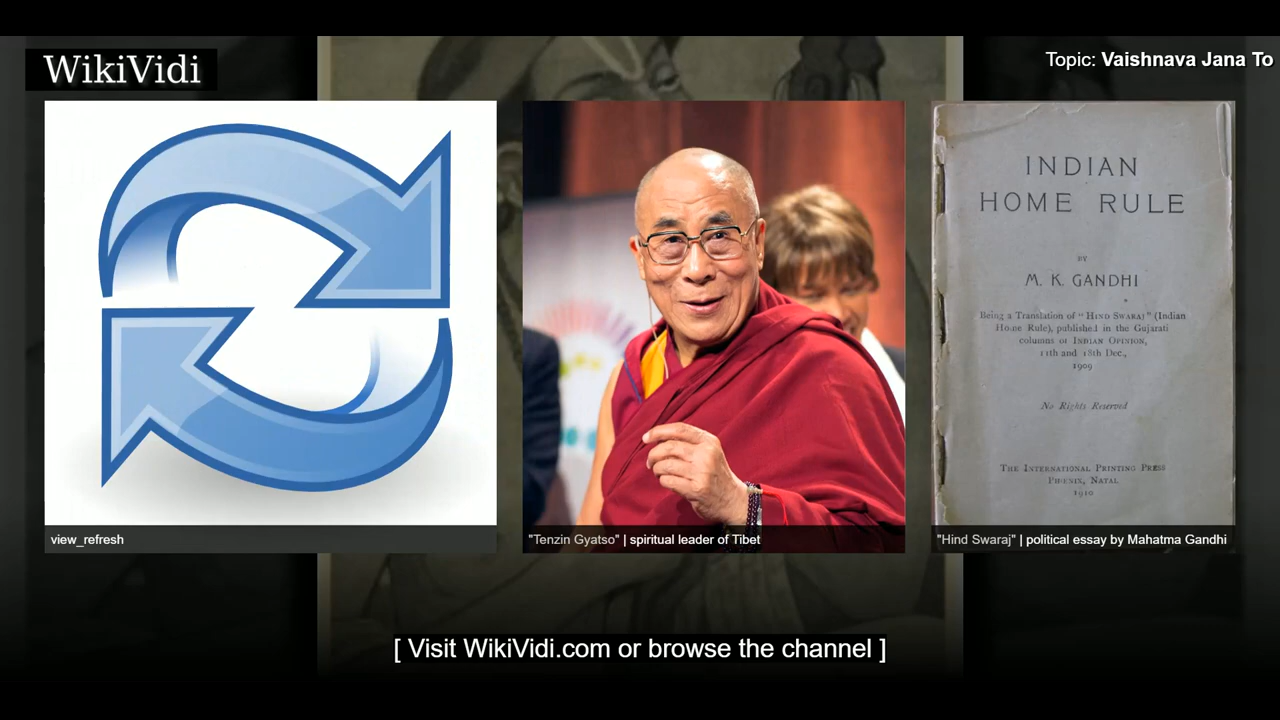 WikiVidi
Topic: Vaishnava Jana To
INDIAN
HOME RULE
BY
M. K. GANDHI
Being a Translation of "HIND SWARAJ" (Indian
Home Rule), published in the Gujarati
columns of INDIAN OPINION,
11th and 18th Dec.,
1909
No Rights Reserved
THE INTERNATIONAL PRINTING PRESS
PHOENIX, NATAL
1910
view_refresh
"Tenzin Gyatso" | spiritual leader of Tibet
"Hind Swaraj" | political essay by Mahatma Gandhi
[ Visit WikiVidi.com or browse the channel ]